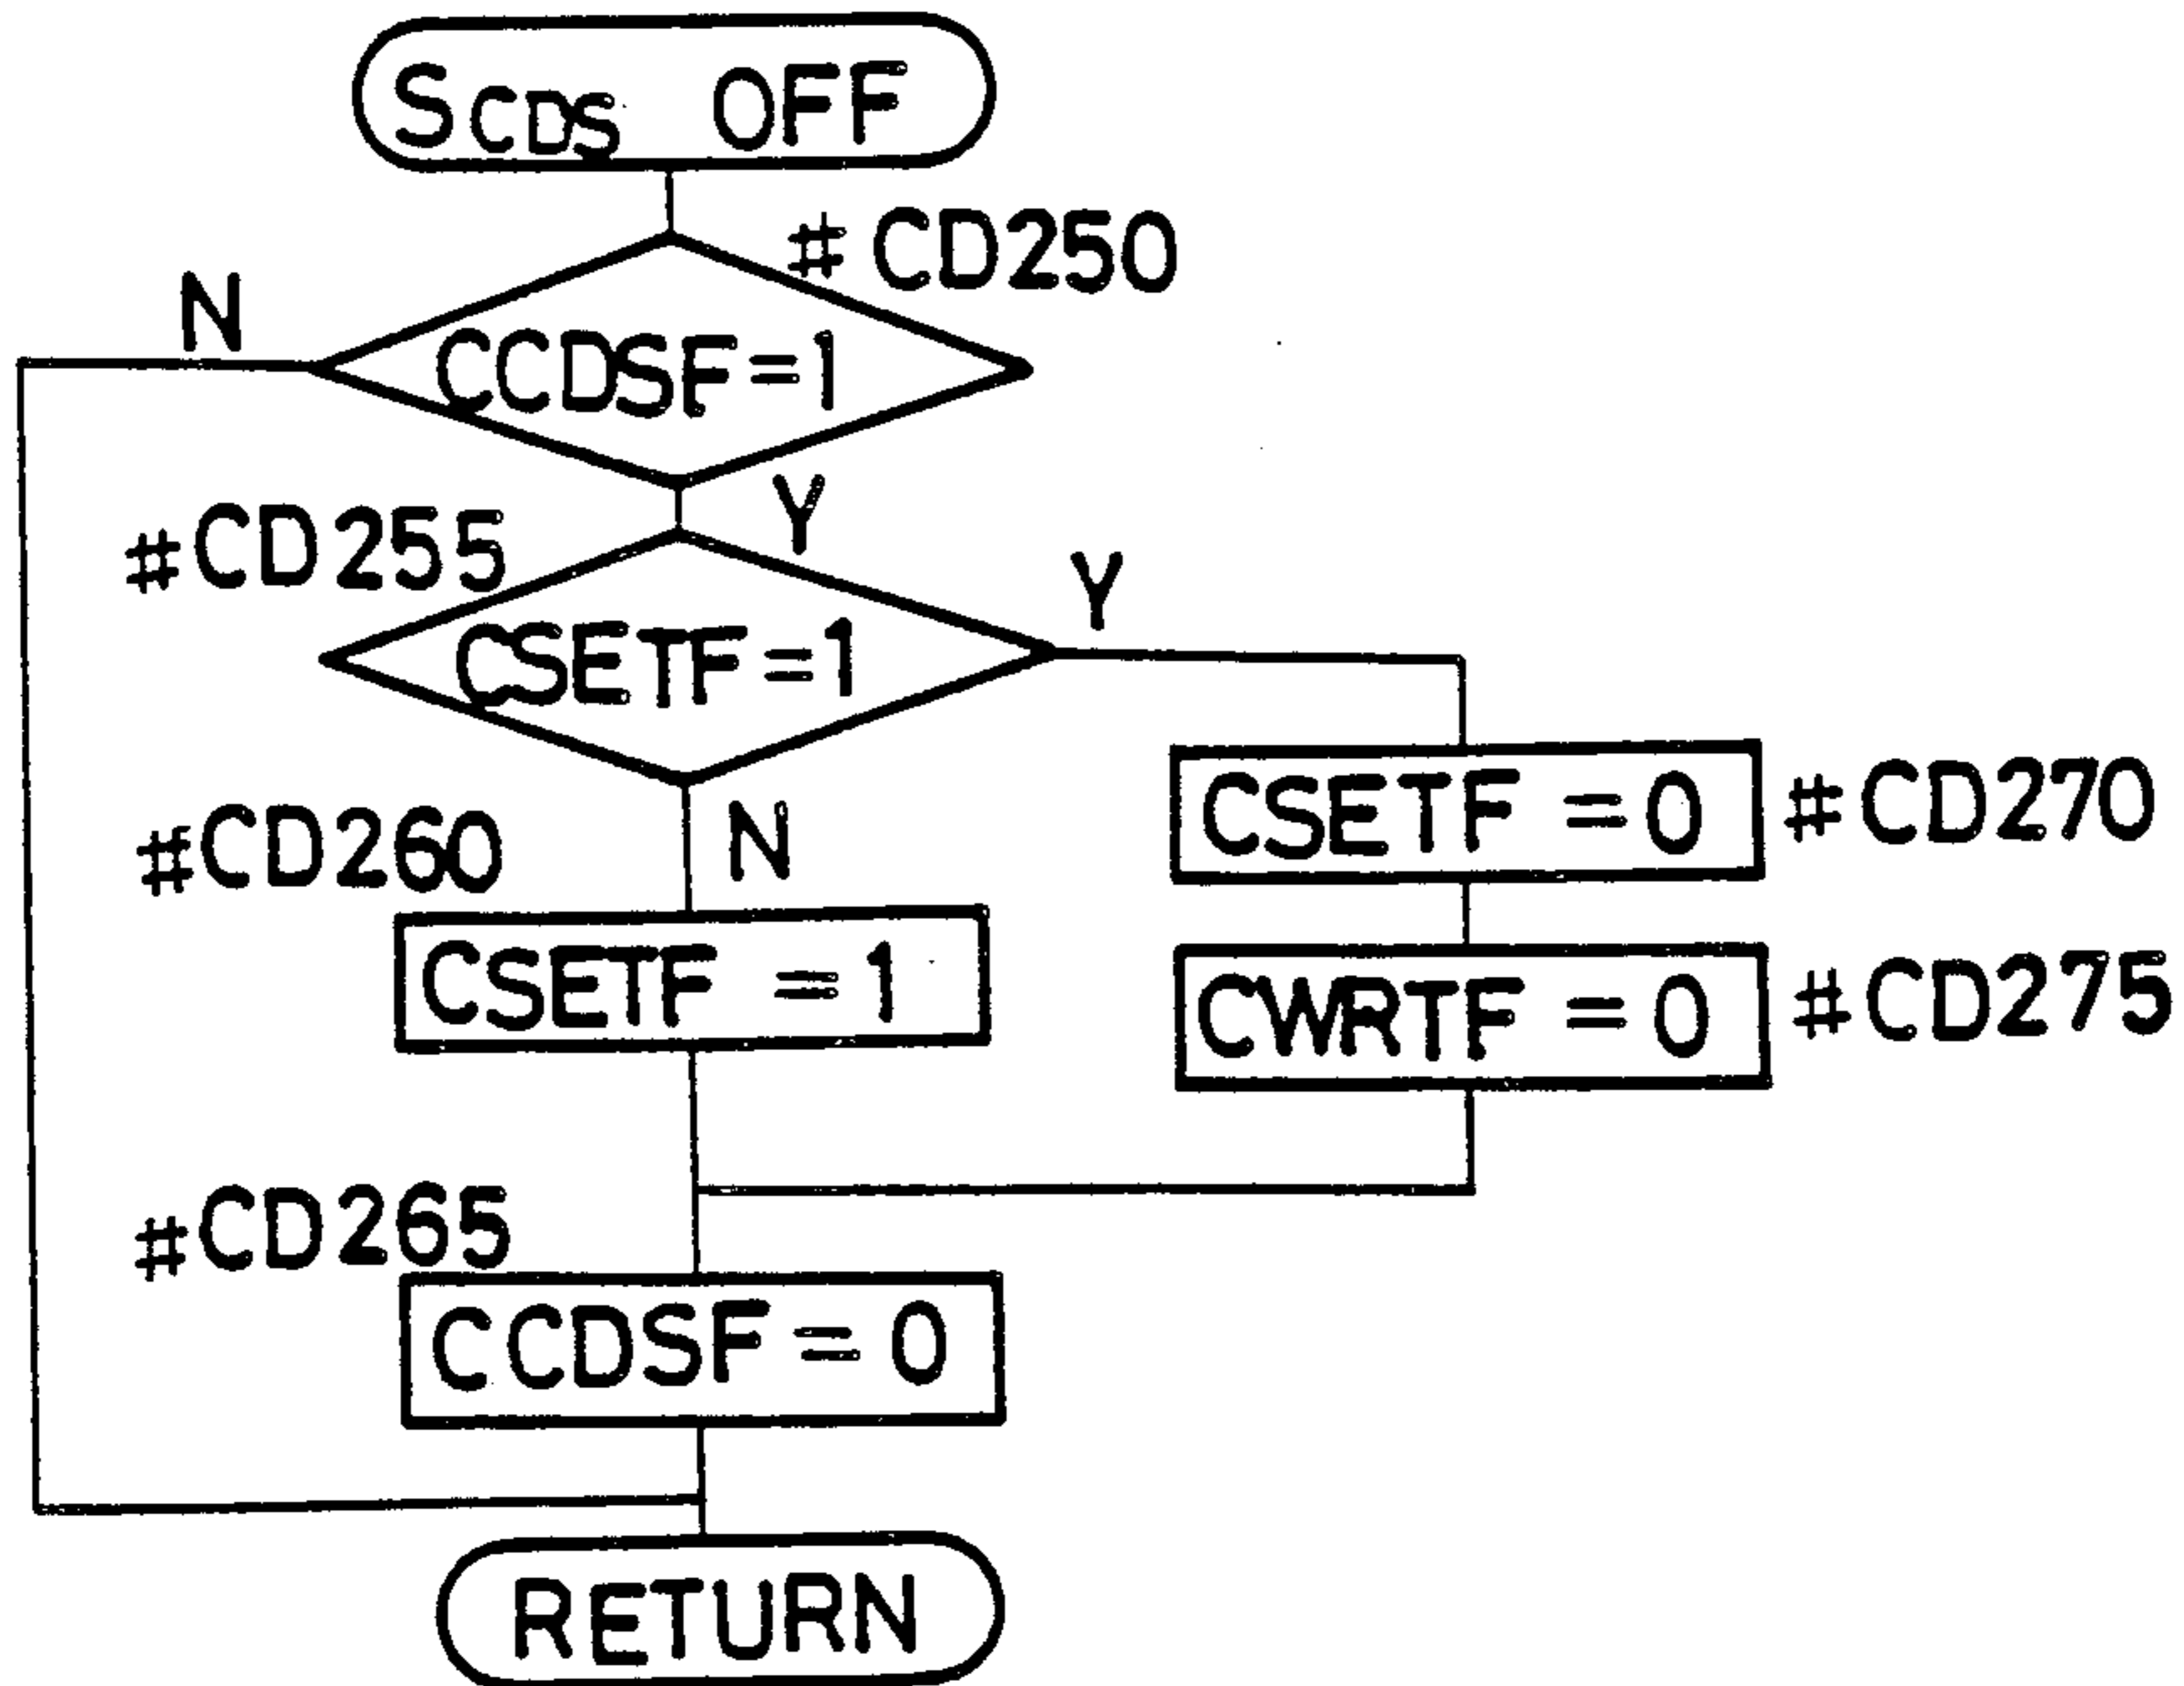 SCDS OFF
#CD250
N
CCDSF=1
Y
#CD255
Y
CSETF=1
#CD260
N
CSETF =0 #CD270
CSETF =1
CWRTF =0 #CD275
#CD265
CCDSF=0
RETURN